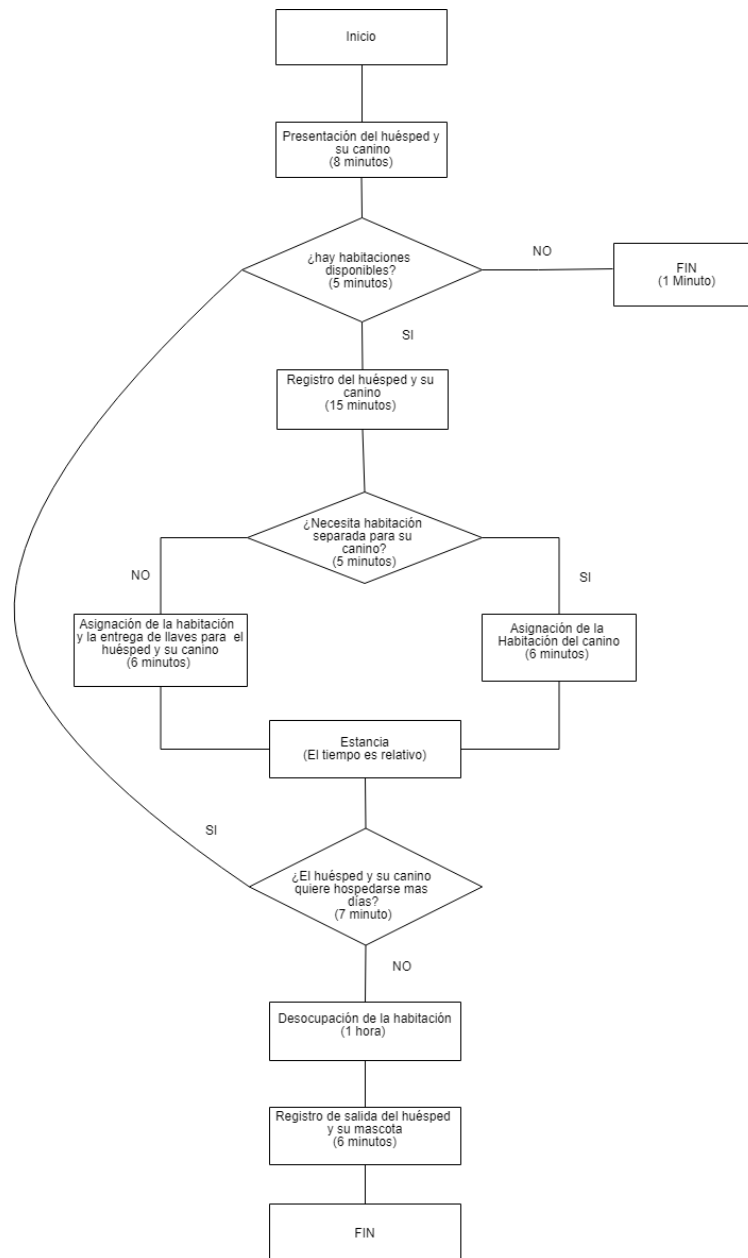 Inicio
Presentación del huésped y
su canino
(8 minutos)
¿hay habitaciones
disponibles?
(5 minutos)
NO
FIN
(1 Minuto)
SI
Registro del huésped y su
canino
(15 minutos)
¿Necesita habitación
separada para su
canino?
(5 minutos)
NO
SI
Asignación de la habitación
y la entrega de llaves para el
huésped y su canino
(6 minutos)
Asignación de la
Habitación del canino
(6 minutos)
Estancia
(El tiempo es relativo)
SI
¿El huésped y su canino
quiere hospedarse mas
días?
(7 minuto)
NO
Desocupación de la habitación
(1 hora)
Registro de salida del huésped
y su mascota
(6 minutos)
FIN